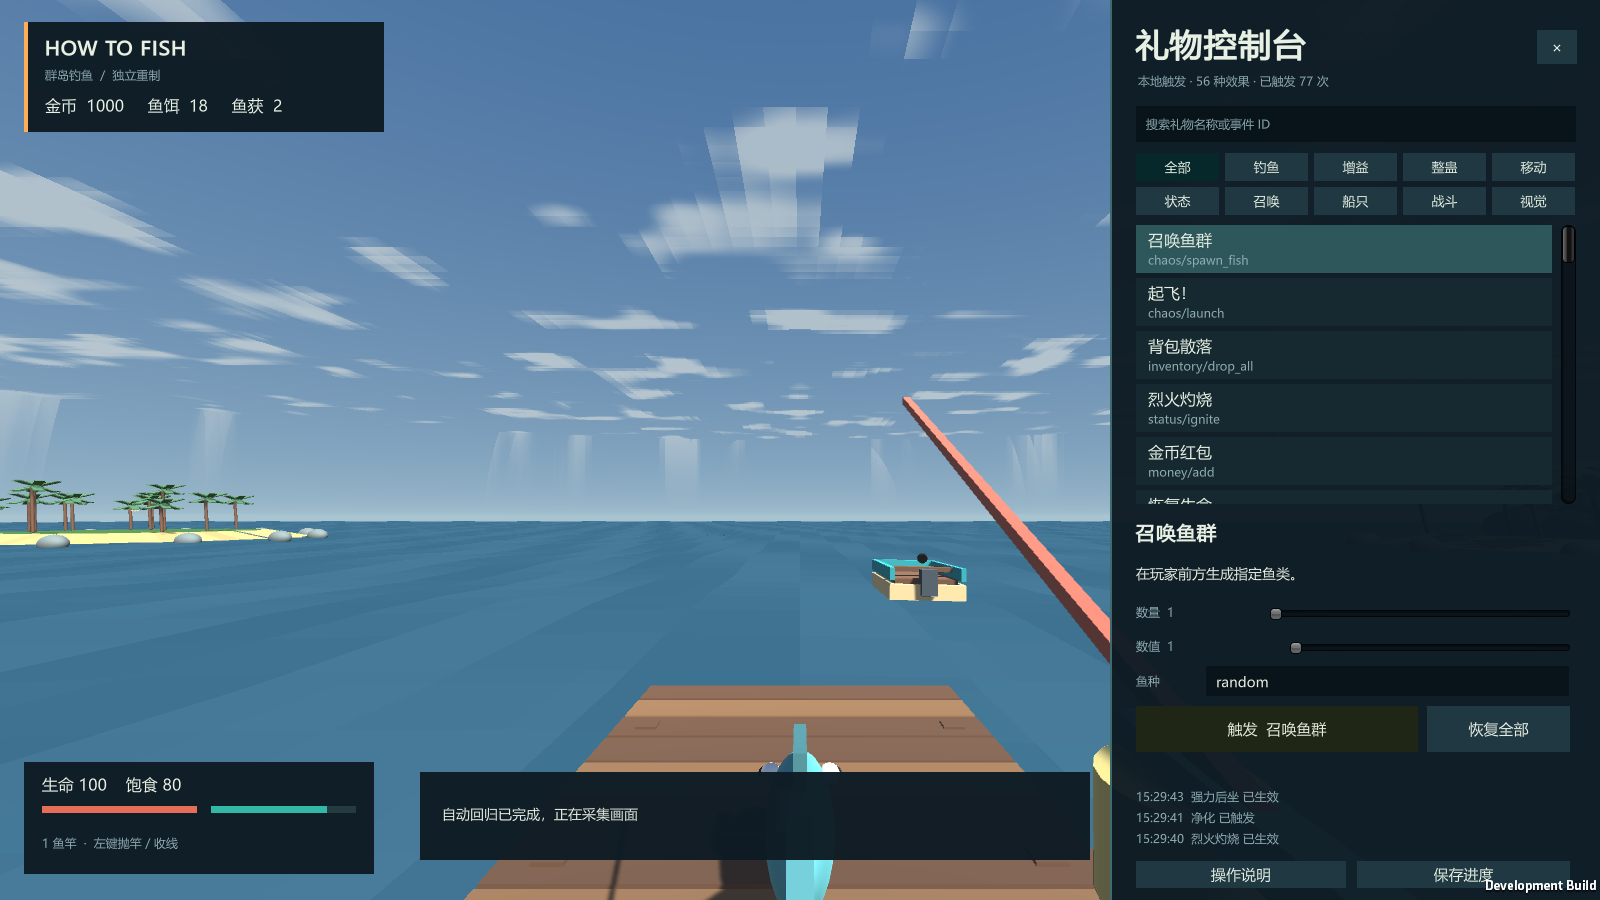 HOW TO FISH
群岛钓鱼 / 独立重制
金币 1000 鱼饵 18 鱼获 2
礼物控制台
×
本地触发 · 56 种效果 · 已触发 77 次
搜索礼物名称或事件 ID
全部 钓鱼 增益 整蛊 移动
状态 召唤 船只 战斗 视觉
召唤鱼群
chaos/spawn_fish
起飞！
chaos/launch
背包散落
inventory/drop_all
烈火灼烧
status/ignite
金币红包
money/add
恢复生命
召唤鱼群
在玩家前方生成指定鱼类。
数量 1
数值 1
鱼种 random
触发 召唤鱼群 恢复全部
15:29:43 强力后坐 已生效
15:29:41 净化 已触发
15:29:40 烈火灼烧 已生效
操作说明 保存进度
Development Build
生命 100 饱食 80
1 鱼竿 · 左键抛竿 / 收线
自动回归已完成，正在采集画面